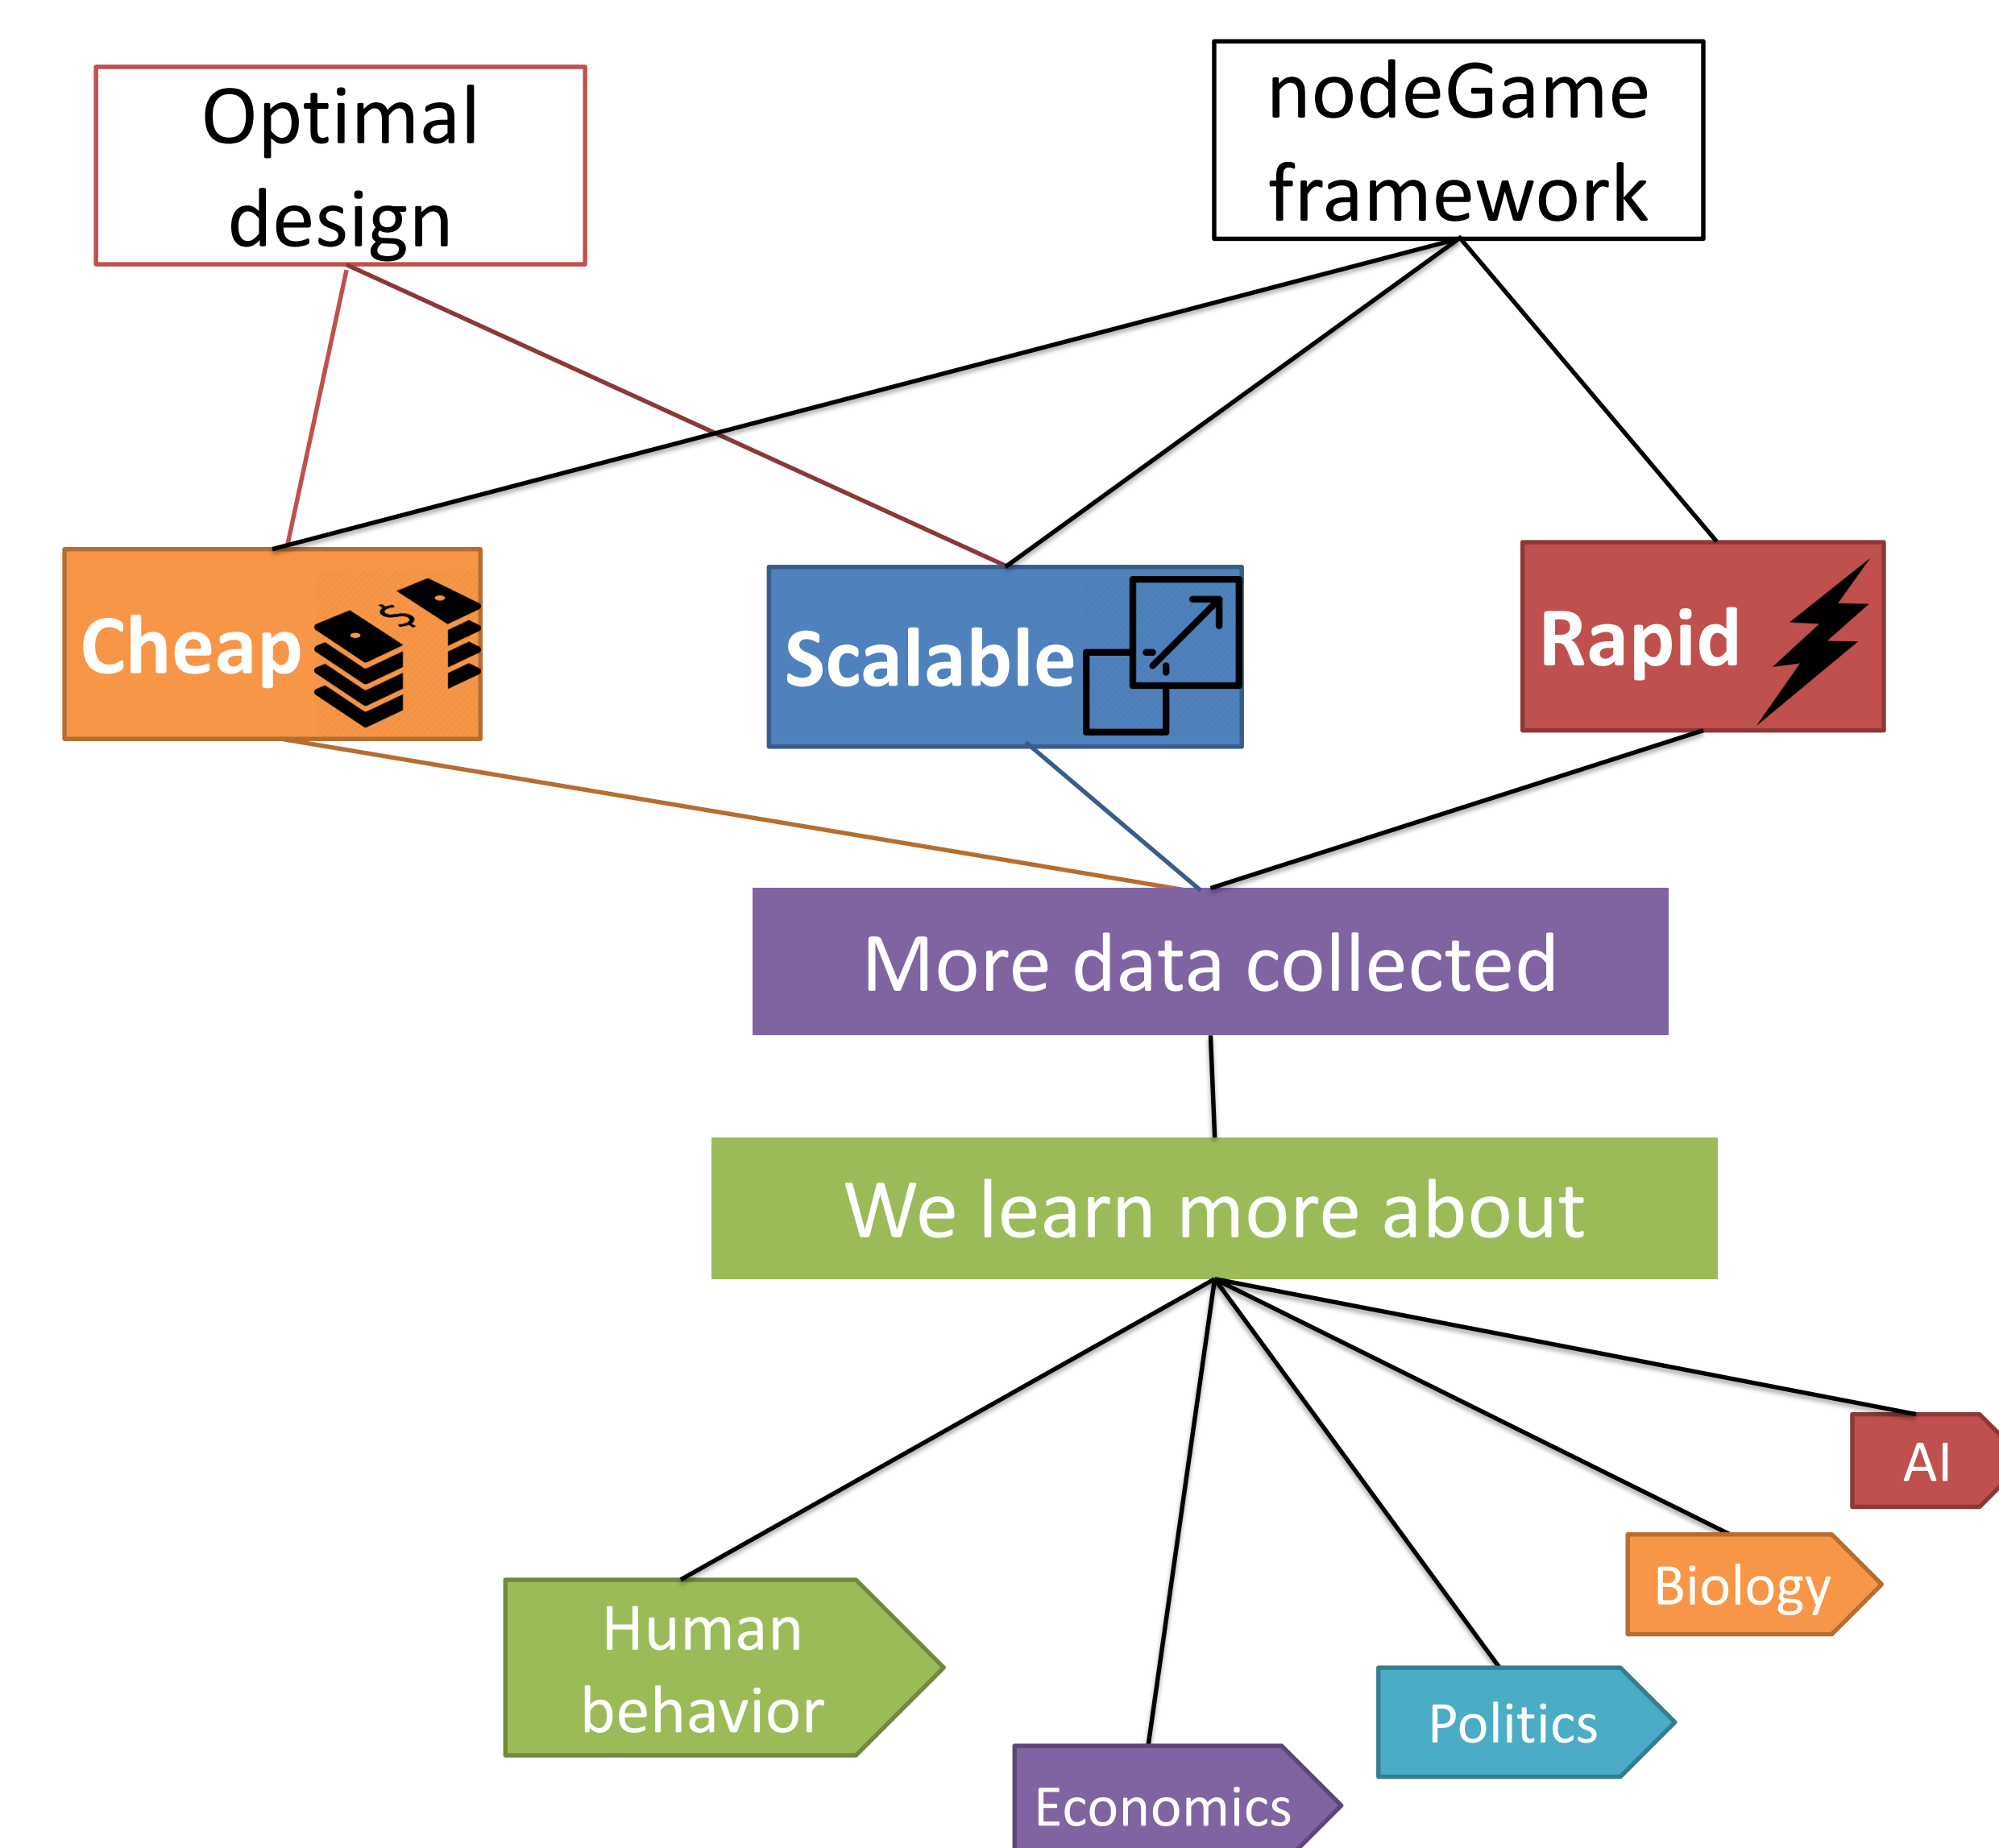 Optimal
design
nodeGame
framework
Cheap
Scalable
Rapid
More data collected
We learn more about
AI
Biology
Human
behavior
Politics
Economics